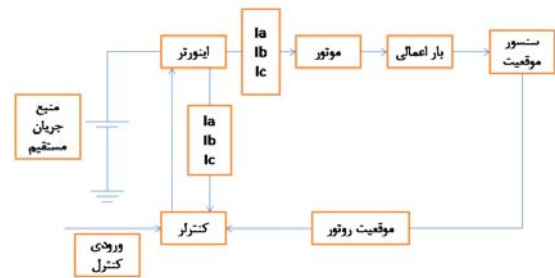 Ia
Ib
Ic
اینورتر
موتور
بار اعمالی
سنسور
موقعیت
منبع
جریان
مستقیم
Ia
Ib
Ic
کنترلر
موقعیت روتور
ورودی
کنترل